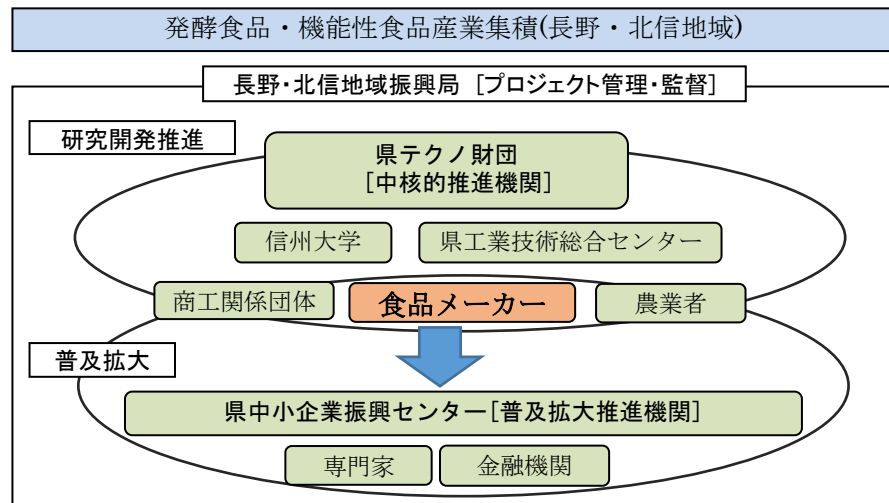 発酵食品・機能性食品産業集積(長野・北信地域)
長野・北信地域振興局 [プロジェクト管理・監督]
研究開発推進
県テクノ財団
[中核的推進機関]
信州大学
県工業技術総合センター
商工関係団体
食品メーカー
農業者
普及拡大
県中小企業振興センター[普及拡大推進機関]
専門家
金融機関